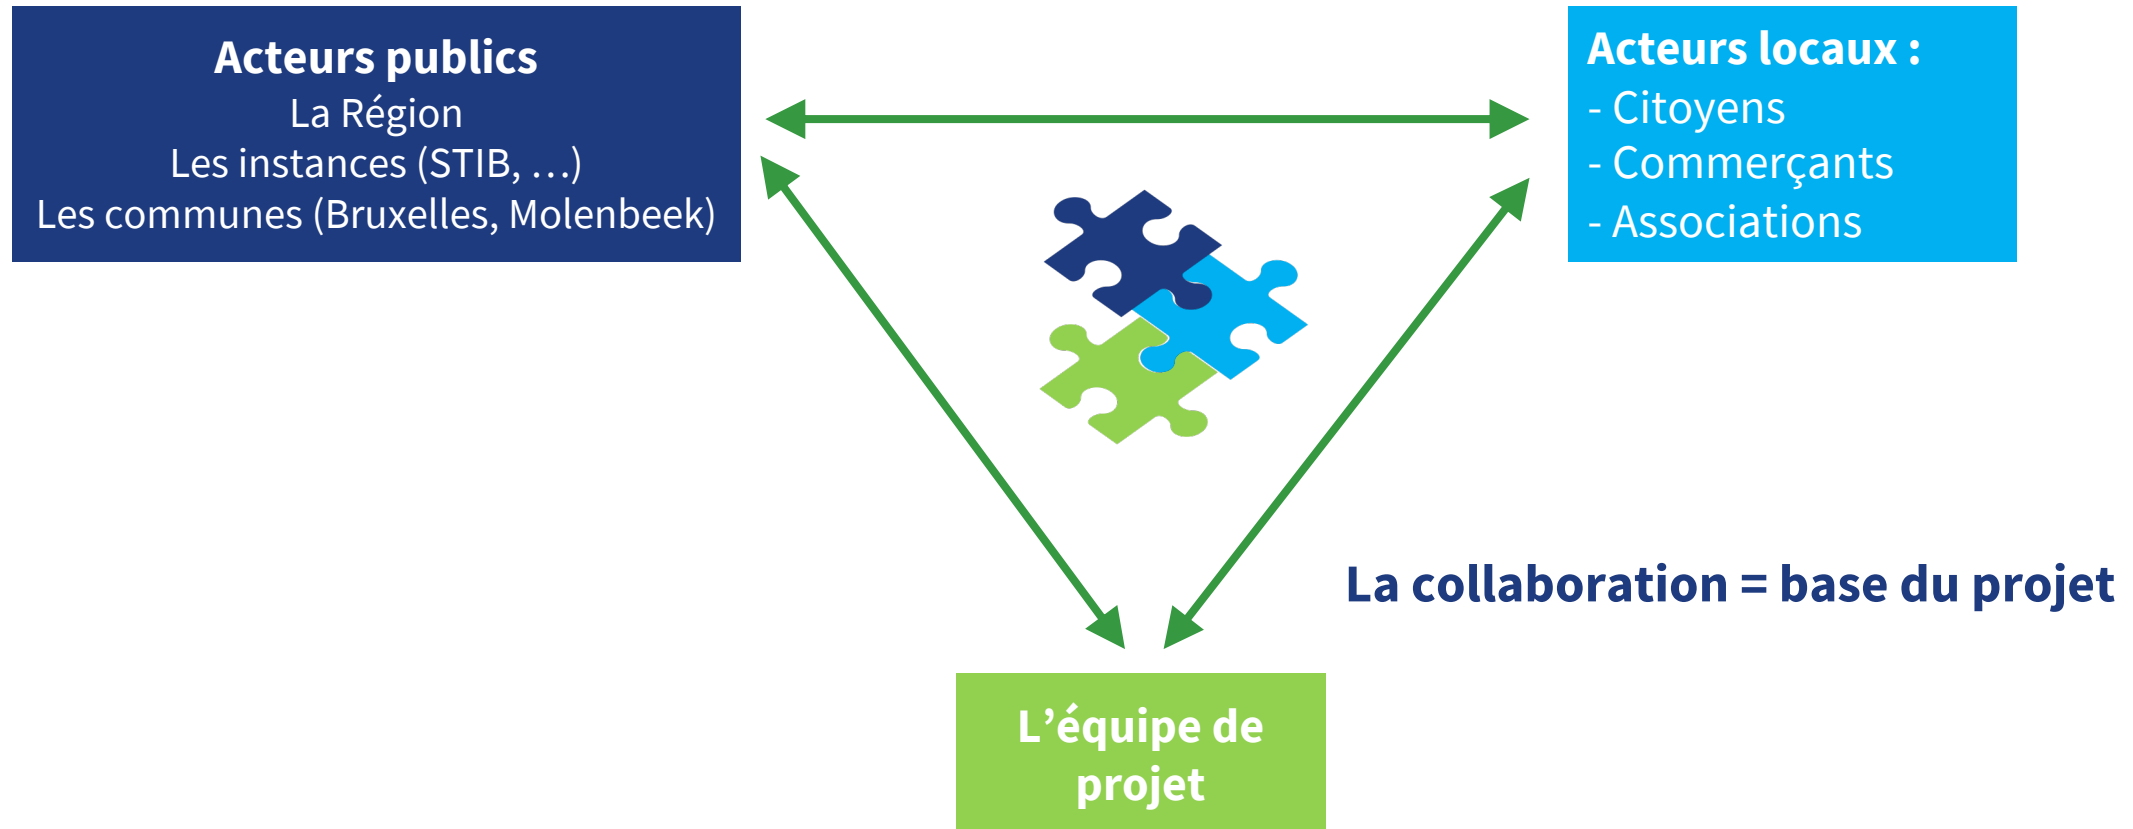 Acteurs publics
La Région
Les instances (STIB, …)
Les communes (Bruxelles, Molenbeek)
Acteurs locaux :
- Citoyens
- Commerçants
- Associations
La collaboration = base du projet
L’équipe de
projet